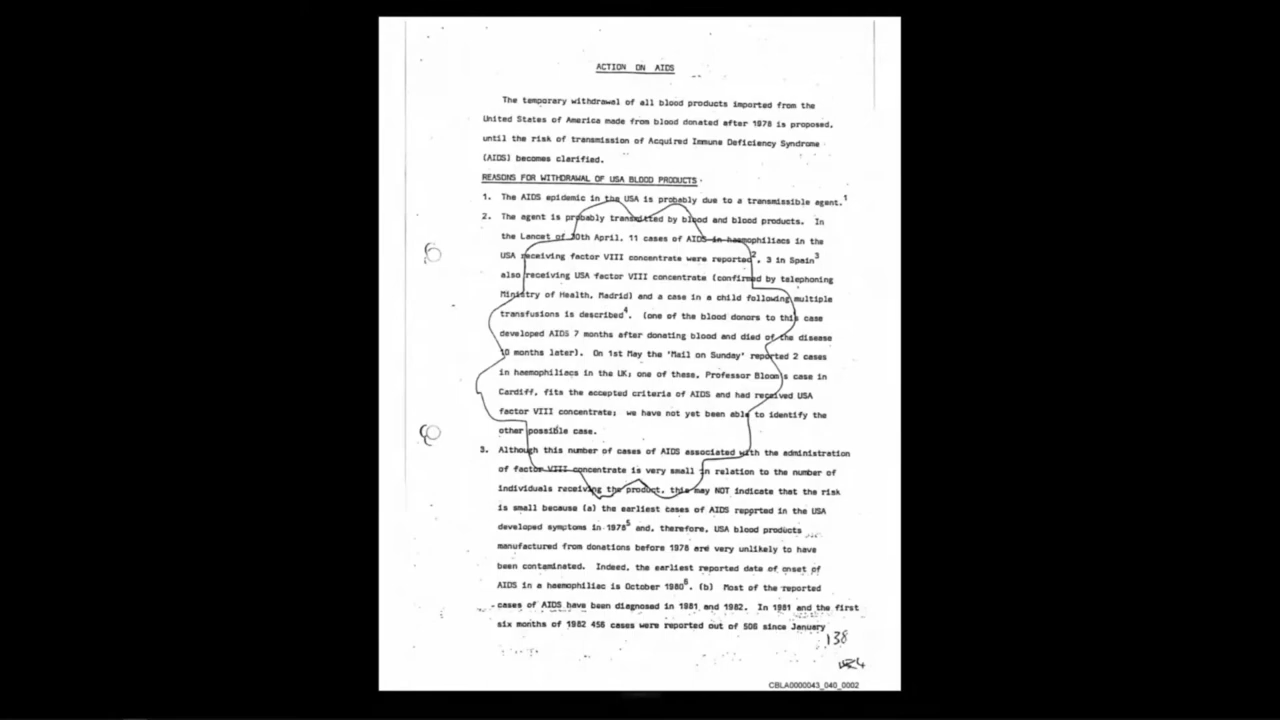 ACTION ON AIDS
The temporary withdrawal of all blood products imported from the
United States of America made from blood donated after 1978 is proposed,
until the risk of transmission of Acquired Immune Deficiency Syndrome
(AIDS) becomes clarified.
REASONS FOR WITHDRAWAL OF USA BLOOD PRODUCTS
1. The AIDS epidemic in the USA is probably due to a transmissible agent.1
2. The agent is probably transmitted by blood and blood products. In
the Lancet of 30th April, 11 cases of AIDS in haemophiliacs in the
USA receiving factor VIII concentrate were reported2, 3 in Spain3
also receiving USA factor VIII concentrate (confirmed by telephoning
Ministry of Health, Madrid) and a case in a child following multiple
transfusions is described4. (one of the blood donors to this case
developed AIDS 7 months after donating blood and died of the disease
10 months later). On 1st May the 'Mail on Sunday' reported 2 cases
in haemophiliacs in the UK; one of these, Professor Bloom's case in
Cardiff, fits the accepted criteria of AIDS and had received USA
factor VIII concentrate; we have not yet been able to identify the
other possible case.
3. Although this number of cases of AIDS associated with the administration
of factor VIII concentrate is very small in relation to the number of
individuals receiving the product, this may NOT indicate that the risk
is small because (a) the earliest cases of AIDS reported in the USA
developed symptoms in 19785 and, therefore, USA blood products
manufactured from donations before 1978 are very unlikely to have
been contaminated. Indeed, the earliest reported date of onset of
AIDS in a haemophiliac is October 19806. (b) Most of the reported
cases of AIDS have been diagnosed in 1981 and 1982. In 1981 and the first
six months of 1982 456 cases were reported out of 506 since January
138
CBLA0000043_040_0002